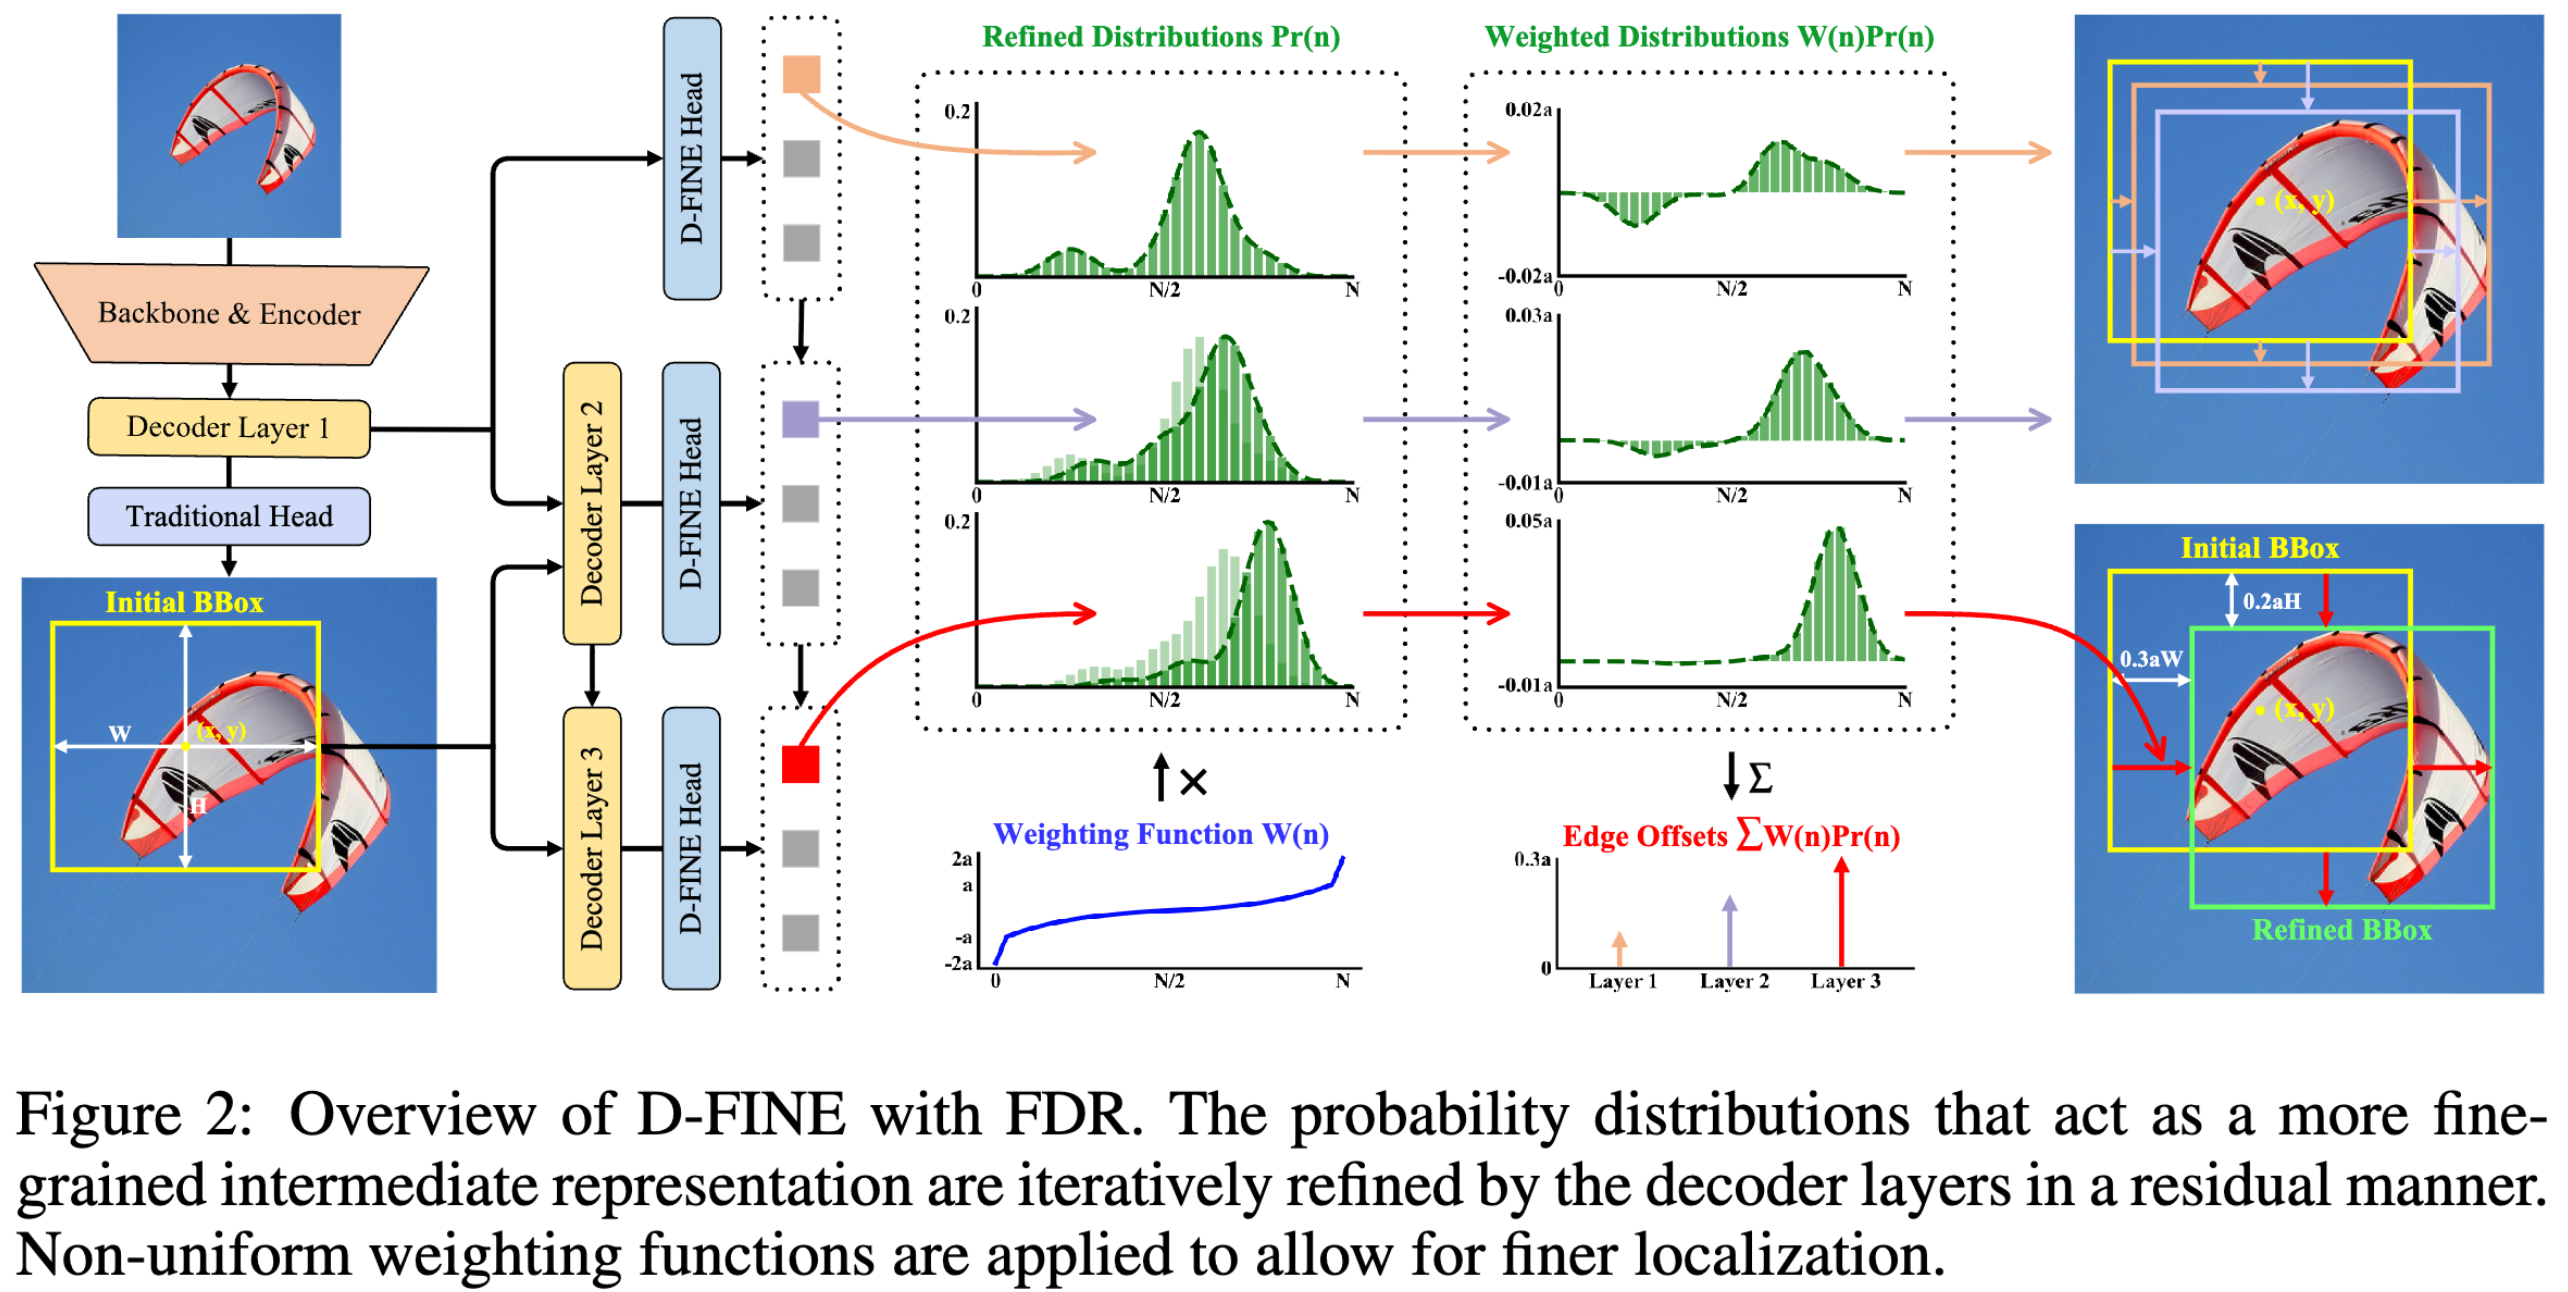 Backbone & Encoder
Decoder Layer 1
Traditional Head
Initial BBox
W
(x, y)
H
D-FINE Head
Decoder Layer 2
D-FINE Head
Decoder Layer 3
D-FINE Head
Refined Distributions Pr(n)
0.2
0
N/2
N
0.2
0
N/2
N
0.2
0
N/2
N
×
Weighting Function W(n)
2a
a
-a
-2a
0
N/2
N
Weighted Distributions W(n)Pr(n)
0.02a
-0.02a
0
N/2
N
0.03a
-0.01a
0
N/2
N
0.05a
-0.01a
0
N/2
N
Σ
Edge Offsets ∑W(n)Pr(n)
0.3a
0
Layer 1
Layer 2
Layer 3
(x, y)
Initial BBox
0.2aH
0.3aW
(x, y)
Refined BBox
Figure 2: Overview of D-FINE with FDR. The probability distributions that act as a more fine-
grained intermediate representation are iteratively refined by the decoder layers in a residual manner.
Non-uniform weighting functions are applied to allow for finer localization.